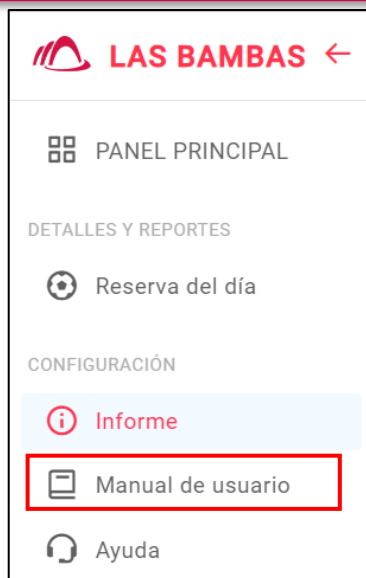 LAS BAMBAS
PANEL PRINCIPAL
DETALLES Y REPORTES
Reserva del día
CONFIGURACIÓN
Informe
Manual de usuario
Ayuda